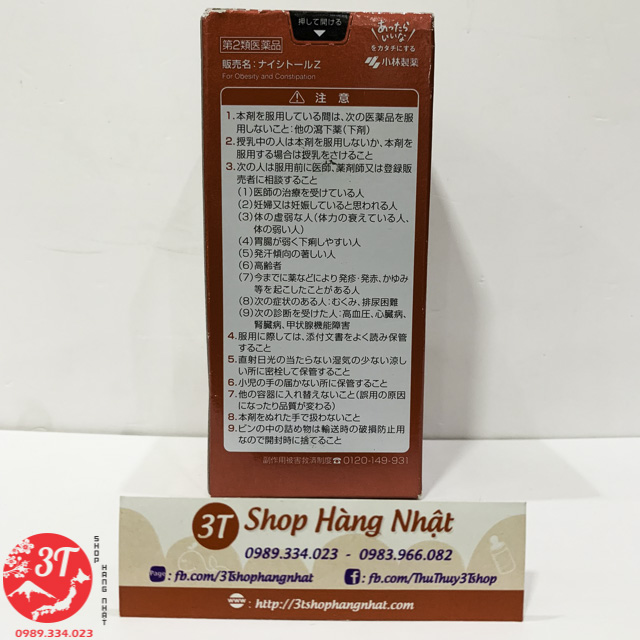 押して開ける
第2類医薬品
販売名：ナイシトールZ
For Obesity and Constipation
あったら
いいな
をカタチにする
小林製薬
注 意
1.本剤を服用している間は、次の医薬品を服
用しないこと：他の瀉下薬（下剤）
2.授乳中の人は本剤を服用しないか、本剤を
服用する場合は授乳をさけること
3.次の人は服用前に医師、薬剤師又は登録販
売者に相談すること
（1）医師の治療を受けている人
（2）妊婦又は妊娠していると思われる人
（3）体の虚弱な人（体力の衰えている人、
体の弱い人）
（4）胃腸が弱く下痢しやすい人
（5）発汗傾向の著しい人
（6）高齢者
（7）今までに薬などにより発疹・発赤、かゆみ
等を起こしたことがある人
（8）次の症状のある人：むくみ、排尿困難
（9）次の診断を受けた人：高血圧、心臓病、
腎臓病、甲状腺機能障害
4.服用に際しては、添付文書をよく読み保管
すること
5.直射日光の当たらない湿気の少ない涼し
い所に密栓して保管すること
6.小児の手の届かない所に保管すること
7.他の容器に入れ替えないこと（誤用の原因
になったり品質が変わる）
8.本剤をぬれた手で扱わないこと
9.ビンの中の詰め物は輸送時の破損防止用
なので開封時に捨てること
副作用被害救済制度☎0120-149-931
3T Shop Hàng Nhật
0989.334.023 - 0983.966.082
Page : fb.com/3Tshophangnhat
: fb.com/ThuThuy3Tshop
: http://3tshophangnhat.com
3T
SHOP HANG NHAT
0989.334.023